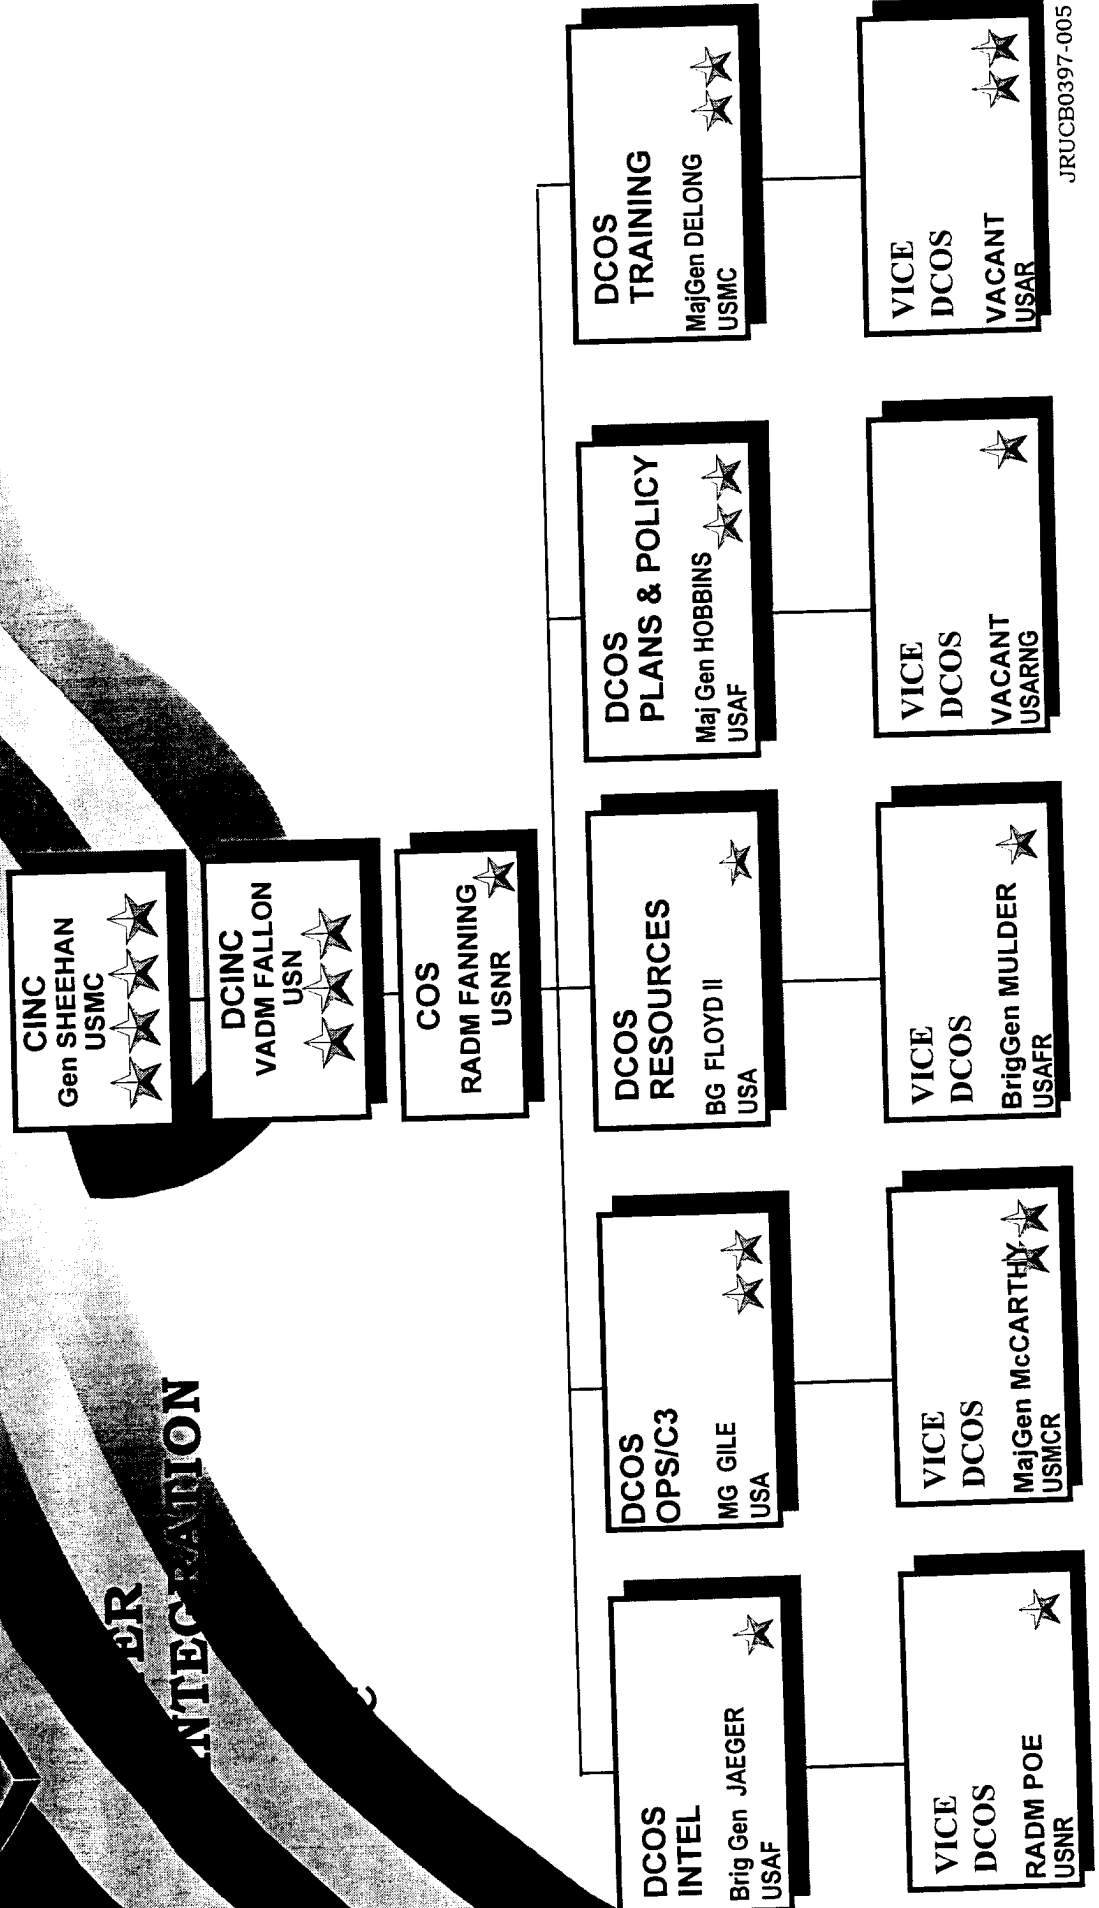 ER
INTEGRATION
CINC
Gen SHEEHAN
USMC
DCINC
VADM FALLON
USN
COS
RADM FANNING
USNR
DCOS
INTEL
Brig Gen JAEGER
USAF
DCOS
OPS/C3
MG GILE
USA
DCOS
RESOURCES
BG FLOYD II
USA
DCOS
PLANS & POLICY
Maj Gen HOBBINS
USAF
DCOS
TRAINING
MajGen DELONG
USMC
VICE
DCOS
RADM POE
USNR
VICE
DCOS
MajGen McCARTHY
USMCR
VICE
DCOS
BrigGen MULDER
USAFR
VICE
DCOS
VACANT
USARNG
VICE
DCOS
VACANT
USAR
JRUCB0397-005